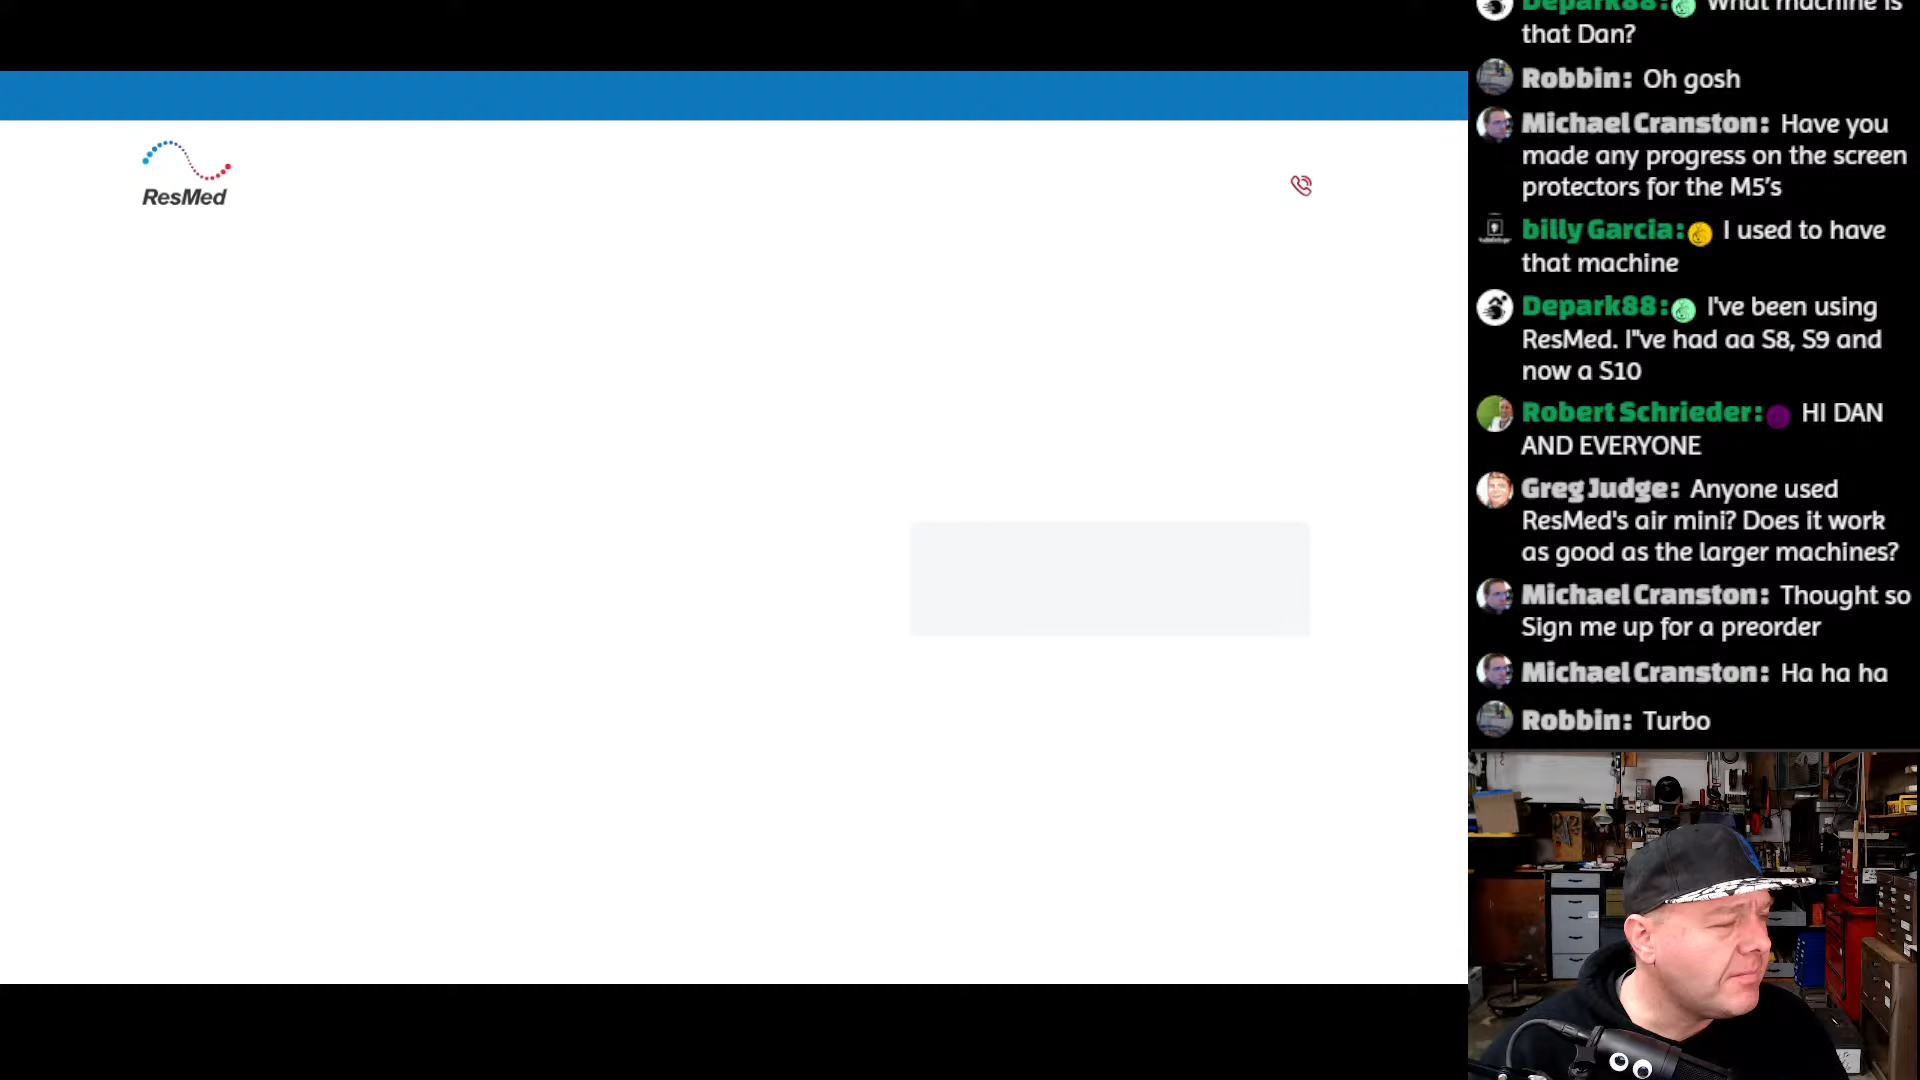 ResMed
Depark88: What machine is
that Dan?
Robbin: Oh gosh
Michael Cranston: Have you
made any progress on the screen
protectors for the M5’s
billy Garcia: I used to have
that machine
Depark88: I've been using
ResMed. I"ve had aa S8, S9 and
now a S10
Robert Schrieder: HI DAN
AND EVERYONE
Greg Judge: Anyone used
ResMed's air mini? Does it work
as good as the larger machines?
Michael Cranston: Thought so
Sign me up for a preorder
Michael Cranston: Ha ha ha
Robbin: Turbo